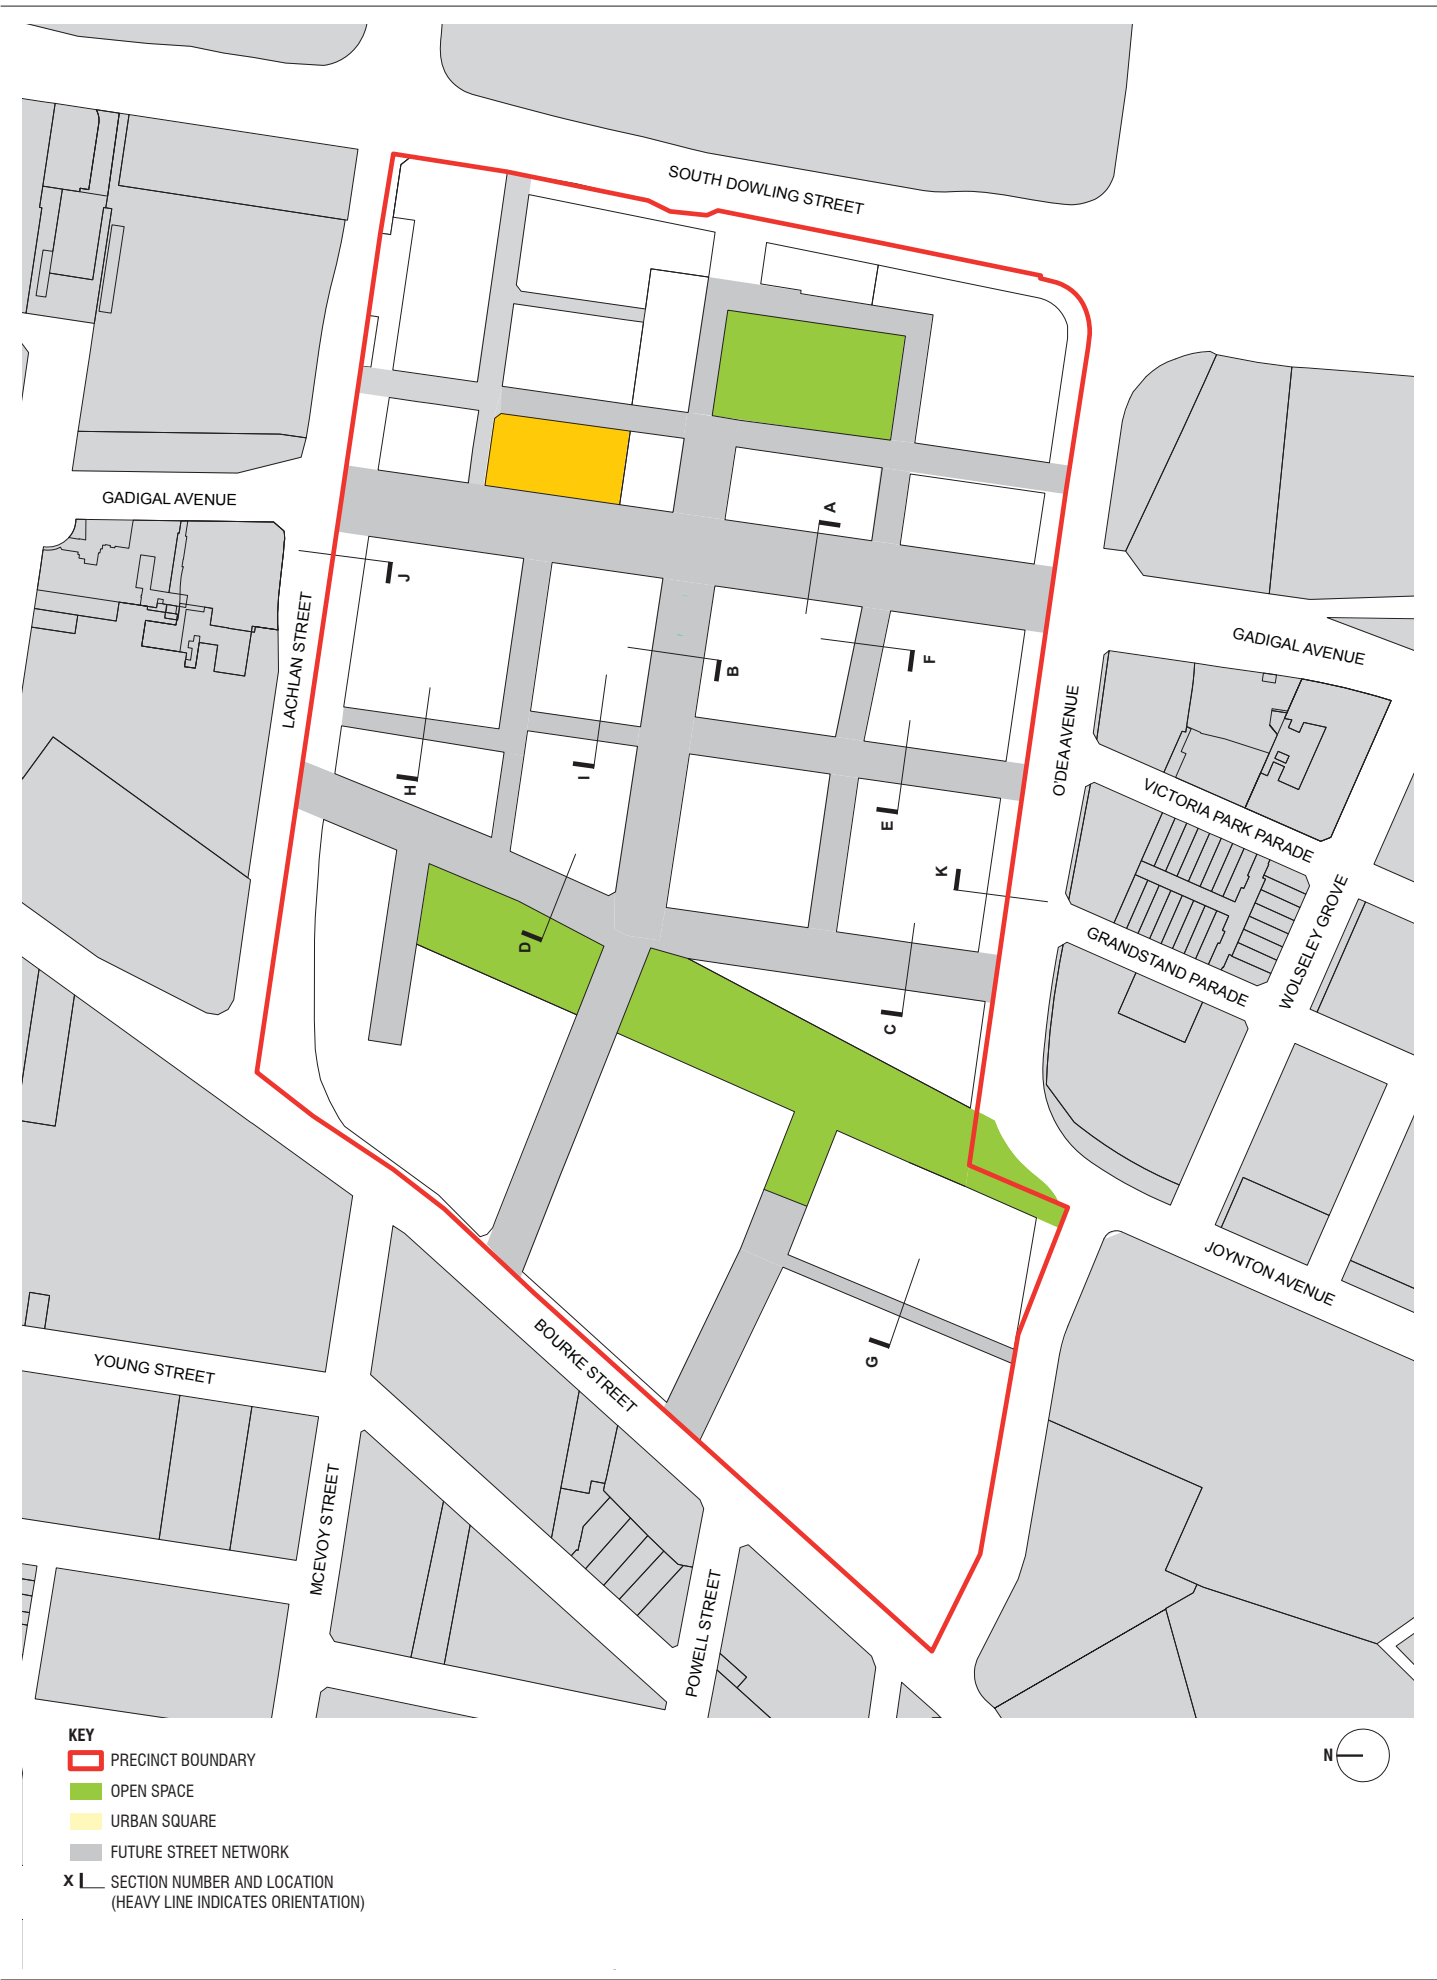 SOUTH DOWLING STREET
GADIGAL AVENUE
A
J
LACHLAN STREET
GADIGAL AVENUE
B
F
O'DEA AVENUE
H
I
E
VICTORIA PARK PARADE
K
D
GRANDSTAND PARADE
WOLSELEY GROVE
C
JOYNTON AVENUE
G
BOURKE STREET
YOUNG STREET
MCEVOY STREET
POWELL STREET
KEY
PRECINCT BOUNDARY
OPEN SPACE
URBAN SQUARE
FUTURE STREET NETWORK
X SECTION NUMBER AND LOCATION
(HEAVY LINE INDICATES ORIENTATION)
N